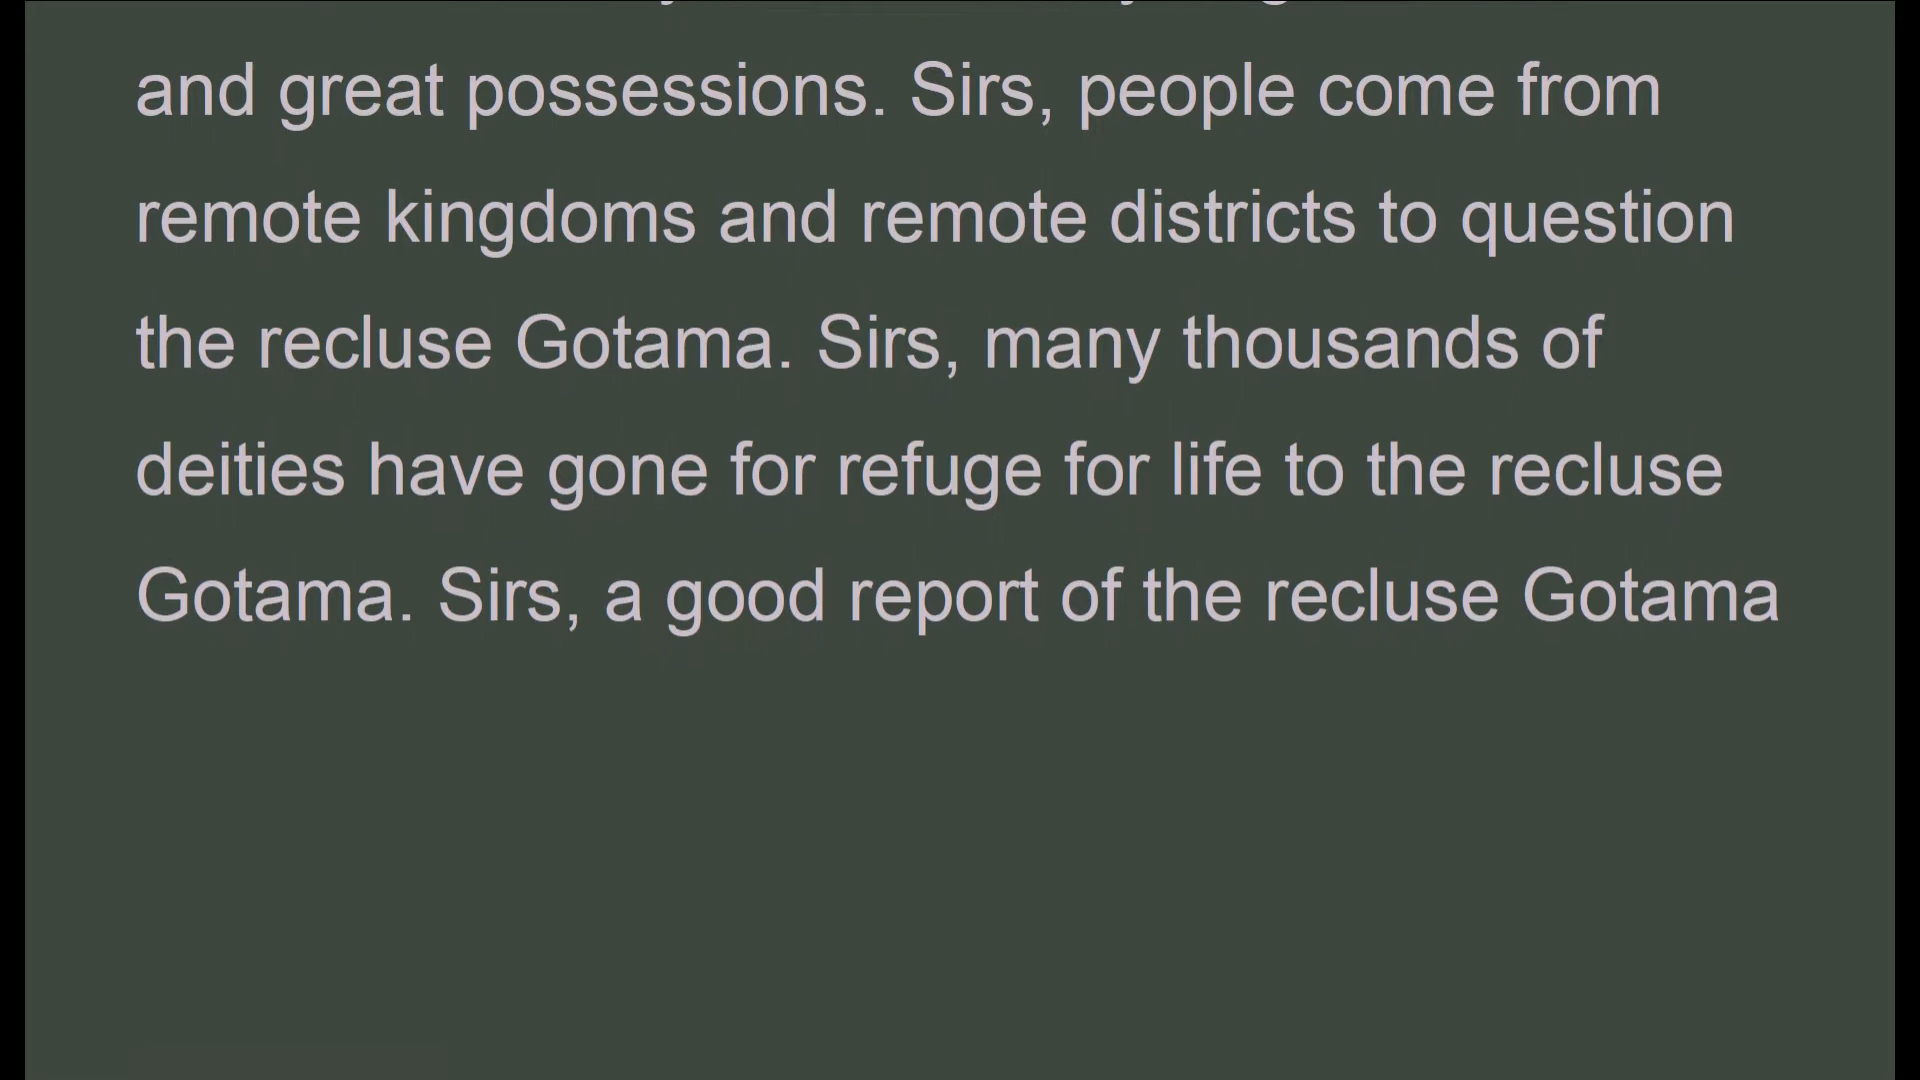 and great possessions. Sirs, people come from
remote kingdoms and remote districts to question
the recluse Gotama. Sirs, many thousands of
deities have gone for refuge for life to the recluse
Gotama. Sirs, a good report of the recluse Gotama